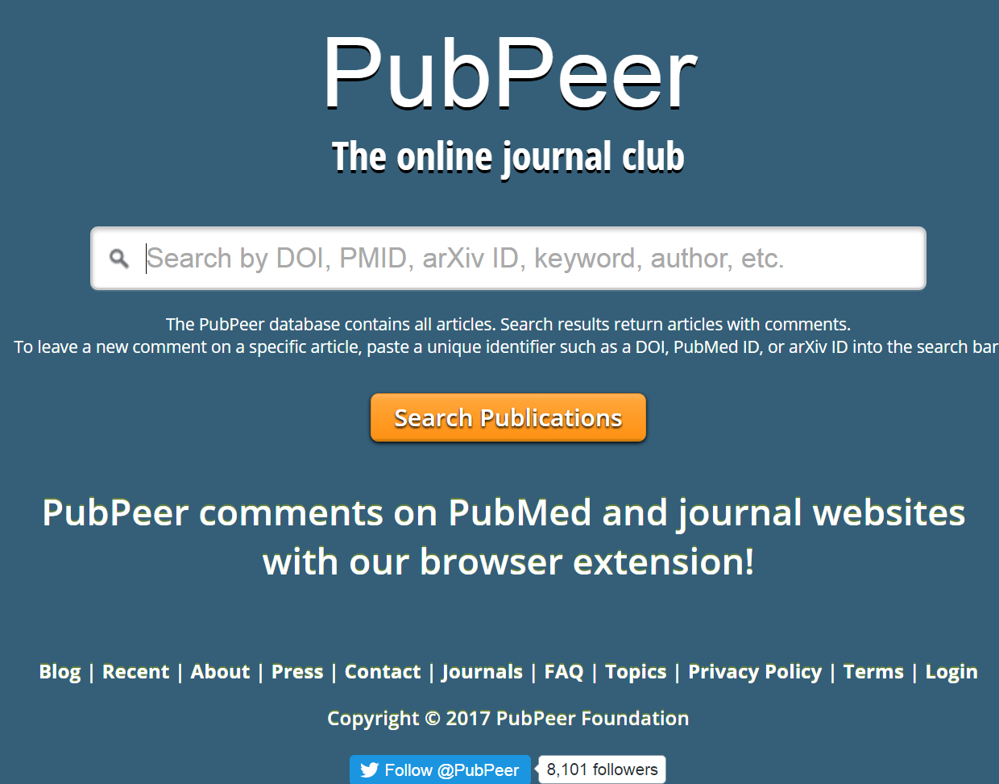 PubPeer
The online journal club
Search by DOI, PMID, arXiv ID, keyword, author, etc.
The PubPeer database contains all articles. Search results return articles with comments.
To leave a new comment on a specific article, paste a unique identifier such as a DOI, PubMed ID, or arXiv ID into the search bar
Search Publications
PubPeer comments on PubMed and journal websites
with our browser extension!
Blog | Recent | About | Press | Contact | Journals | FAQ | Topics | Privacy Policy | Terms | Login
Copyright © 2017 PubPeer Foundation
Follow @PubPeer 8,101 followers